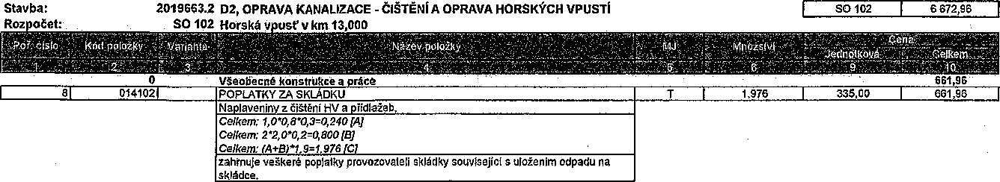 Stavba: 2019663.2 D2, OPRAVA KANALIZACE - ČIŠTĚNÍ A OPRAVA HORSKÝCH VPUSTÍ SO 102 6 672,96
Rozpočet: SO 102 Horská vpusť v km 13,000
Poř. číslo Kód položky Varianta Název položky MJ Množství Cena
Jednotková Celkem
1 2 3 4 5 6 9 10
0 Všeobecné konstrukce a práce 661,96
8 014102 POPLATKY ZA SKLÁDKU T 1,976 335,00 661,96
Naplaveniny z čištění HV a přídlažeb.
Celkem: 1,0*0,8*0,3=0,240 [A]
Celkem: 2*2,0*0,2=0,800 [B]
Celkem: (A+B)*1,9=1,976 [C]
zahrnuje veškeré poplatky provozovateli skládky související s uložením odpadu na
skládce.